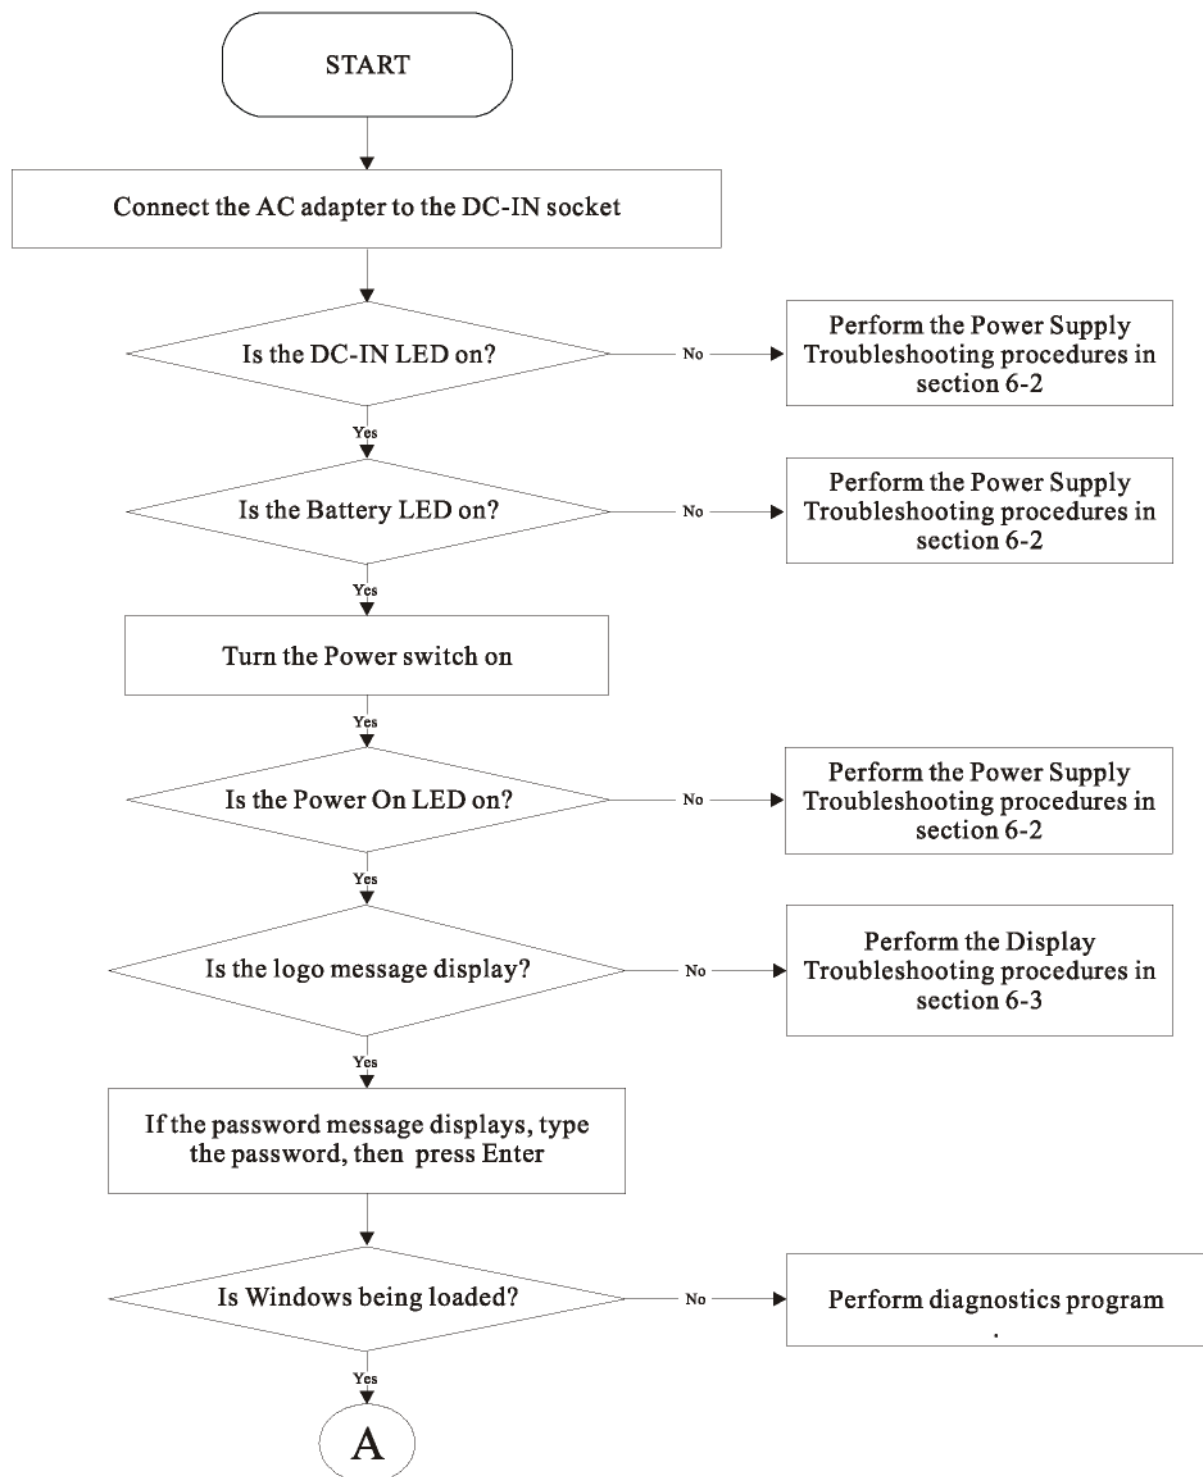 START
Connect the AC adapter to the DC-IN socket
Is the DC-IN LED on?
No
Perform the Power Supply
Troubleshooting procedures in
section 6-2
Yes
Is the Battery LED on?
No
Perform the Power Supply
Troubleshooting procedures in
section 6-2
Yes
Turn the Power switch on
Yes
Is the Power On LED on?
No
Perform the Power Supply
Troubleshooting procedures in
section 6-2
Yes
Is the logo message display?
No
Perform the Display
Troubleshooting procedures in
section 6-3
Yes
If the password message displays, type
the password, then press Enter
Is Windows being loaded?
No
Perform diagnostics program
.
Yes
A